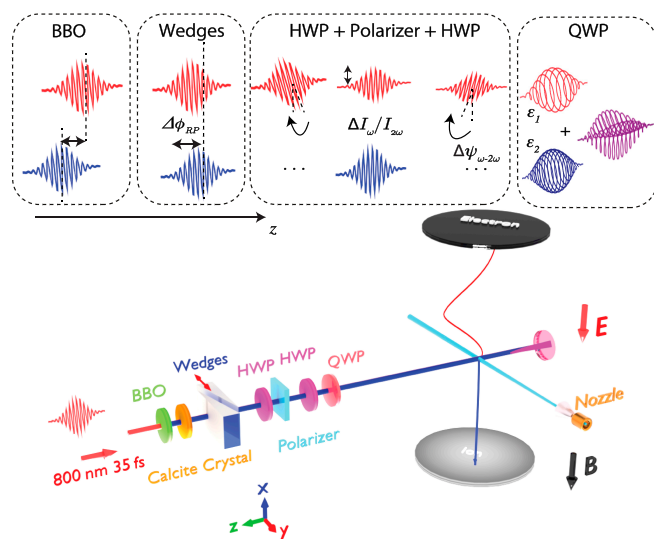 BBO
Wedges
HWP + Polarizer + HWP
QWP
Δϕ_RP
ΔI_ω/I_2ω
Δψ_ω-2ω
ε_1
+
ε_2
...
...
z
Electron
E
Wedges
HWP HWP
QWP
BBO
Nozzle
Polarizer
800 nm 35 fs
Calcite Crystal
Ion
B
x
z
y